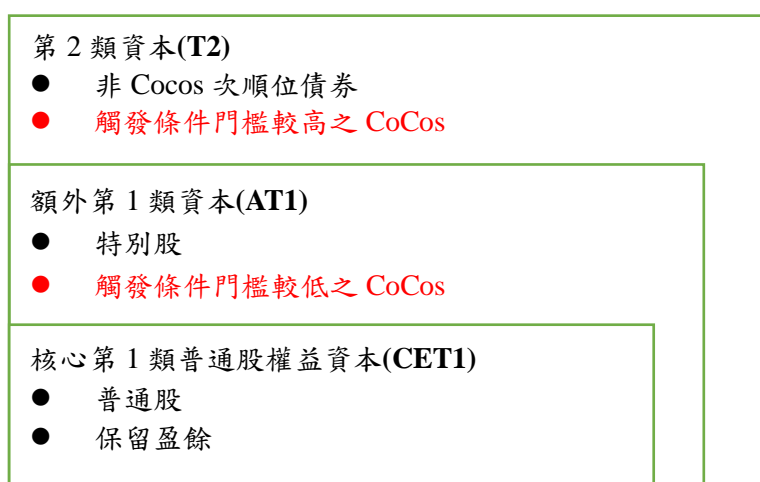 第 2 類資本(T2)
● 非 Cocos 次順位債券
● 觸發條件門檻較高之 CoCos
額外第 1 類資本(AT1)
● 特別股
● 觸發條件門檻較低之 CoCos
核心第 1 類普通股權益資本(CET1)
● 普通股
● 保留盈餘